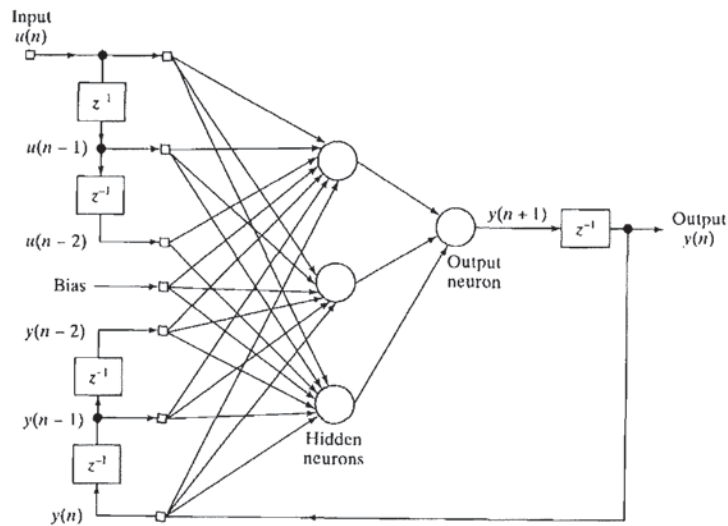 Input
u(n)
z⁻¹
u(n − 1)
z⁻¹
u(n − 2)
Bias
y(n − 2)
z⁻¹
y(n − 1)
z⁻¹
y(n)
Hidden
neurons
Output
neuron
y(n + 1)
z⁻¹
Output
y(n)